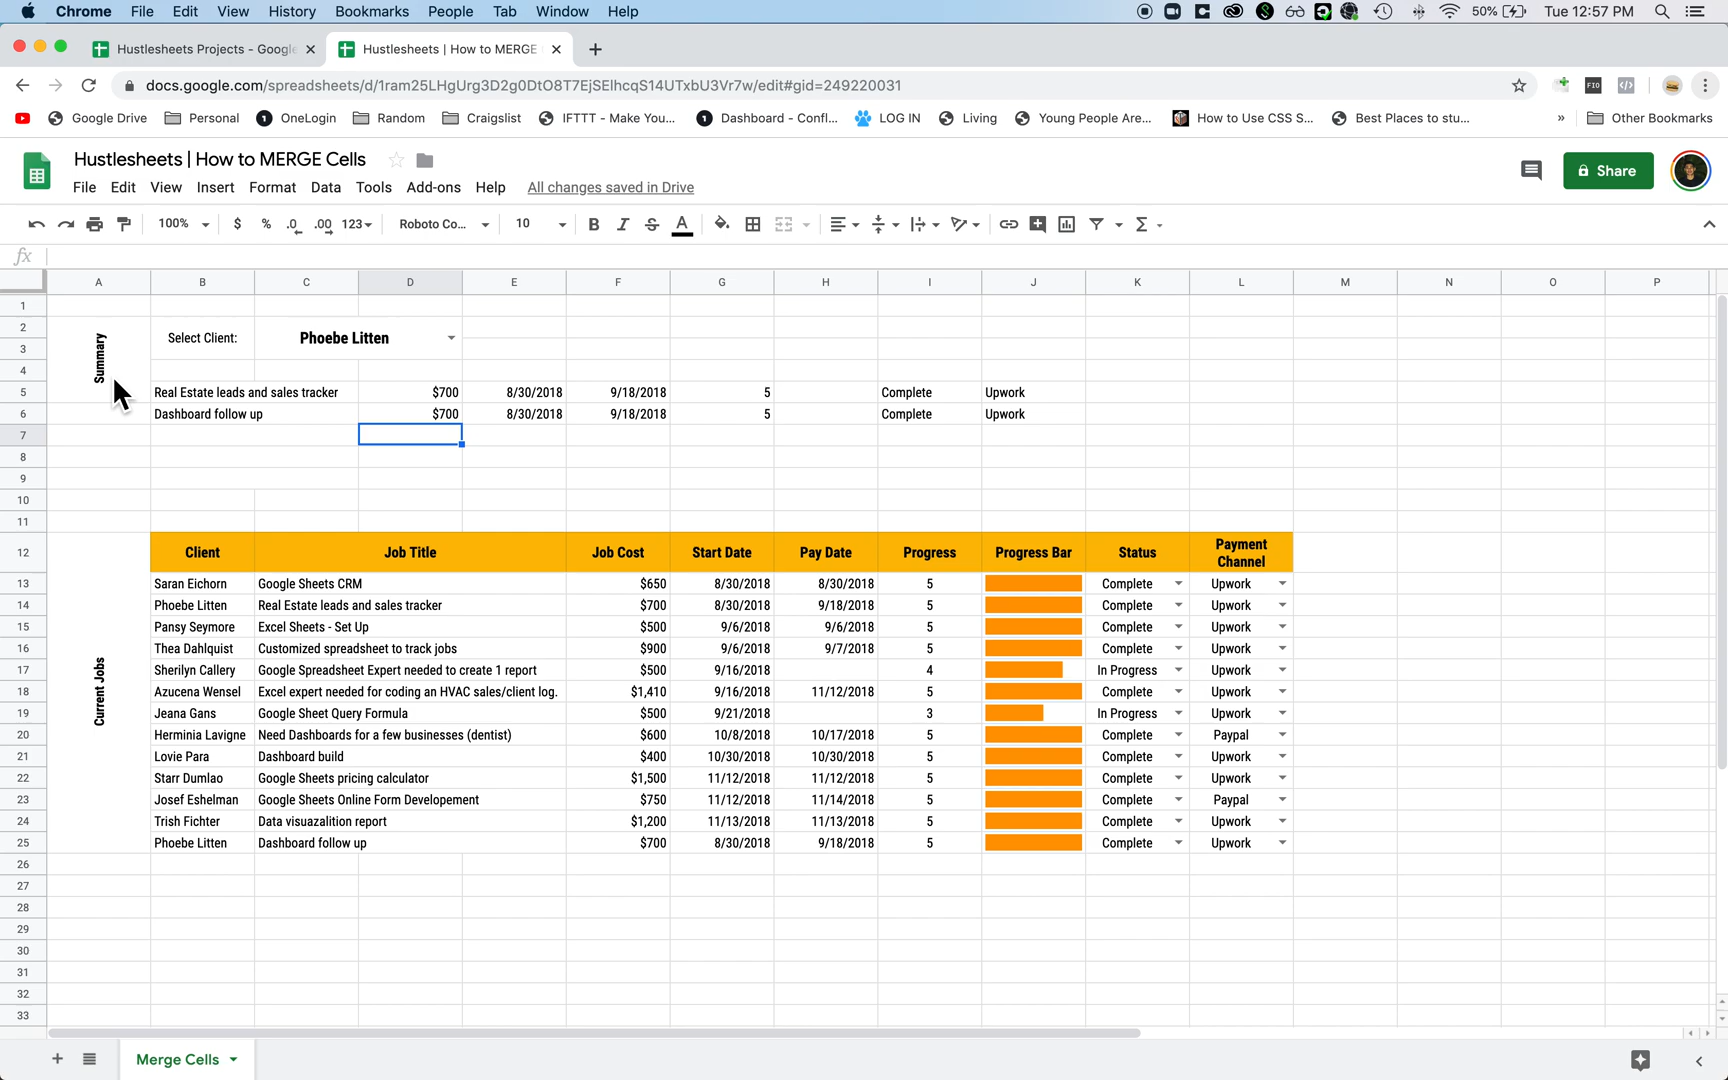 Chrome File Edit View History Bookmarks People Tab Window Help 50% Tue 12:57 PM
Hustlesheets Projects - Google Hustlesheets | How to MERGE
docs.google.com/spreadsheets/d/1ram25LHgUrg3D2g0DtO8T7EjSElhcqS14UTxbU3Vr7w/edit#gid=249220031
Google Drive Personal OneLogin Random Craigslist IFTTT - Make You... Dashboard - Confl... LOG IN Living Young People Are... How to Use CSS S... Best Places to stu... » Other Bookmarks
Hustlesheets | How to MERGE Cells
File Edit View Insert Format Data Tools Add-ons Help All changes saved in Drive
Share
100% $ % .0 .00 123 Roboto Co... 10 B I S A Σ
fx
A B C D E F G H I J K L M N O P
1
2
Summary
Select Client: Phoebe Litten
3
4
5 Real Estate leads and sales tracker $700 8/30/2018 9/18/2018 5 Complete Upwork
6 Dashboard follow up $700 8/30/2018 9/18/2018 5 Complete Upwork
7
8
9
10
11
12 Client Job Title Job Cost Start Date Pay Date Progress Progress Bar Status Payment Channel
Current Jobs
13 Saran Eichorn Google Sheets CRM $650 8/30/2018 8/30/2018 5 Complete Upwork
14 Phoebe Litten Real Estate leads and sales tracker $700 8/30/2018 9/18/2018 5 Complete Upwork
15 Pansy Seymore Excel Sheets - Set Up $500 9/6/2018 9/6/2018 5 Complete Upwork
16 Thea Dahlquist Customized spreadsheet to track jobs $900 9/6/2018 9/7/2018 5 Complete Upwork
17 Sherilyn Callery Google Spreadsheet Expert needed to create 1 report $500 9/16/2018 4 In Progress Upwork
18 Azucena Wensel Excel expert needed for coding an HVAC sales/client log. $1,410 9/16/2018 11/12/2018 5 Complete Upwork
19 Jeana Gans Google Sheet Query Formula $500 9/21/2018 3 In Progress Upwork
20 Herminia Lavigne Need Dashboards for a few businesses (dentist) $600 10/8/2018 10/17/2018 5 Complete Paypal
21 Lovie Para Dashboard build $400 10/30/2018 10/30/2018 5 Complete Upwork
22 Starr Dumlao Google Sheets pricing calculator $1,500 11/12/2018 11/12/2018 5 Complete Upwork
23 Josef Eshelman Google Sheets Online Form Developement $750 11/12/2018 11/14/2018 5 Complete Paypal
24 Trish Fichter Data visuazalition report $1,200 11/13/2018 11/13/2018 5 Complete Upwork
25 Phoebe Litten Dashboard follow up $700 8/30/2018 9/18/2018 5 Complete Upwork
26
27
28
29
30
31
32
33
Merge Cells